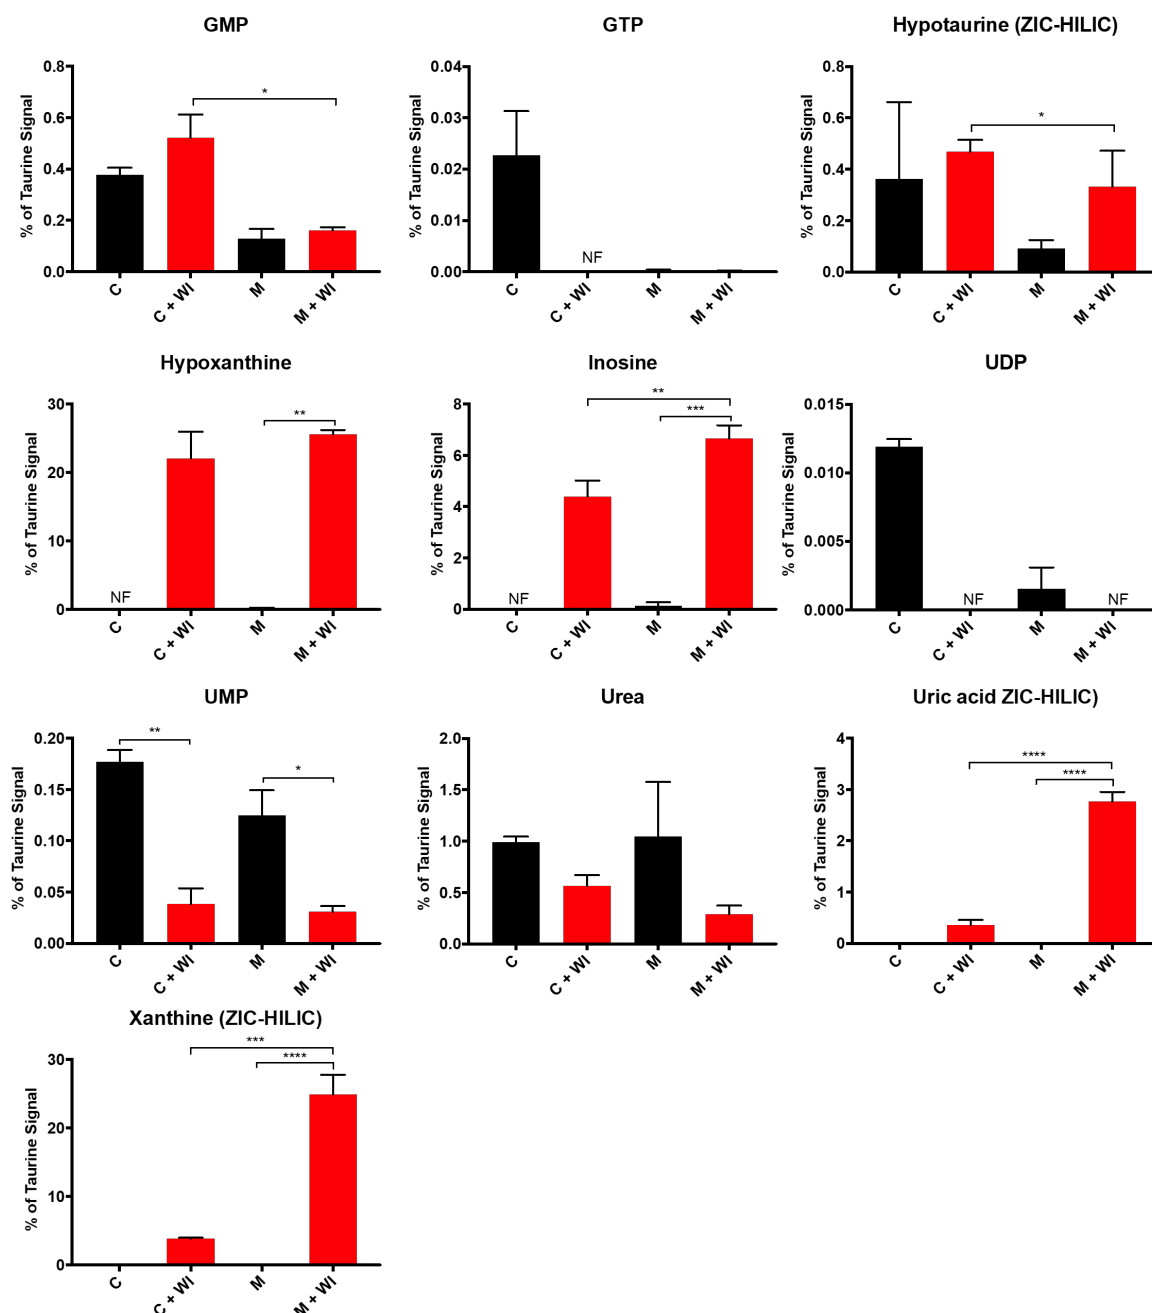 GMP
GTP
Hypotaurine (ZIC-HILIC)
% of Taurine Signal
0.8
0.6
0.4
0.2
0.0
*
C
C + WI
M
M + WI
% of Taurine Signal
0.04
0.03
0.02
0.01
0.00
NF
C
C + WI
M
M + WI
% of Taurine Signal
0.8
0.6
0.4
0.2
0.0
*
C
C + WI
M
M + WI
Hypoxanthine
Inosine
UDP
% of Taurine Signal
30
20
10
0
NF
**
C
C + WI
M
M + WI
% of Taurine Signal
8
6
4
2
0
NF
**
***
C
C + WI
M
M + WI
% of Taurine Signal
0.015
0.010
0.005
0.000
NF
NF
C
C + WI
M
M + WI
UMP
Urea
Uric acid ZIC-HILIC)
% of Taurine Signal
0.20
0.15
0.10
0.05
0.00
**
*
C
C + WI
M
M + WI
% of Taurine Signal
2.0
1.5
1.0
0.5
0.0
C
C + WI
M
M + WI
% of Taurine Signal
4
3
2
1
0
****
****
C
C + WI
M
M + WI
Xanthine (ZIC-HILIC)
% of Taurine Signal
30
20
10
0
***
****
C
C + WI
M
M + WI